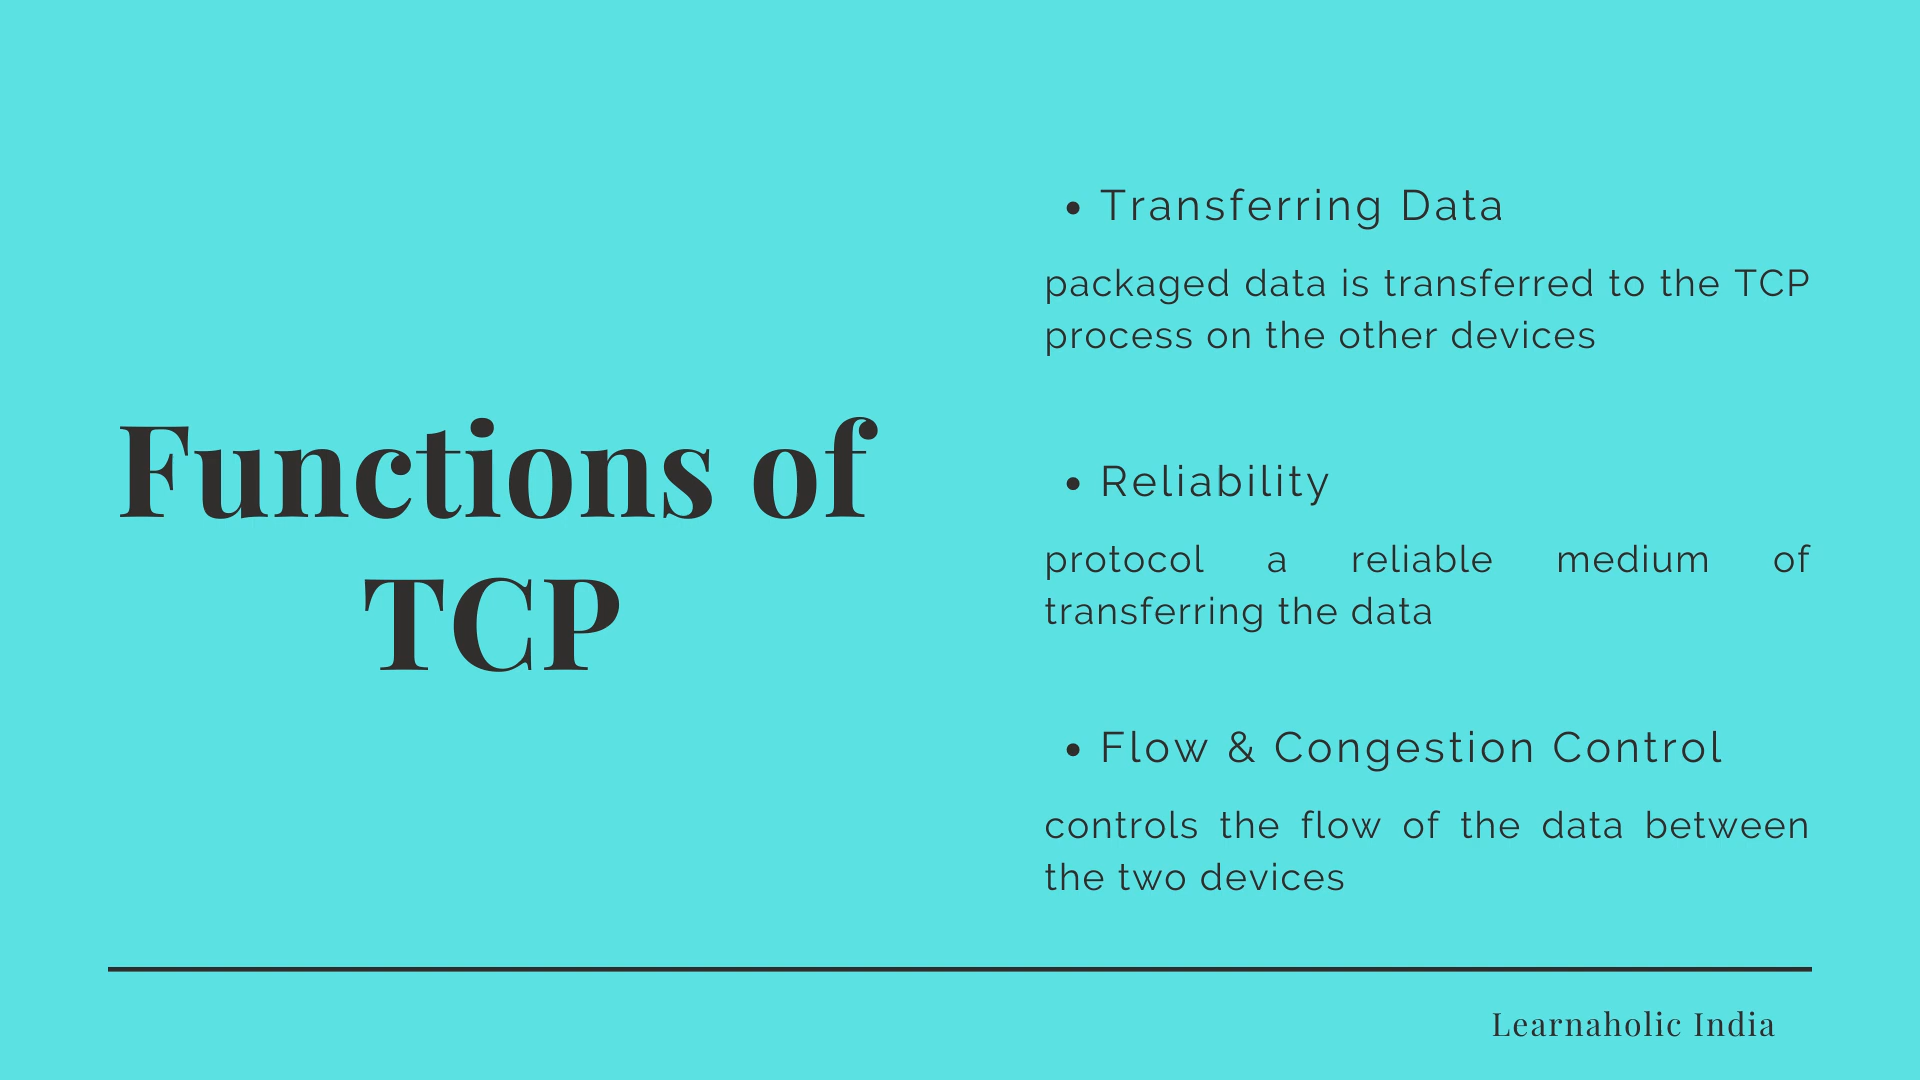 Functions of
TCP
• Transferring Data
packaged data is transferred to the TCP
process on the other devices
• Reliability
protocol a reliable medium of
transferring the data
• Flow & Congestion Control
controls the flow of the data between
the two devices
Learnaholic India